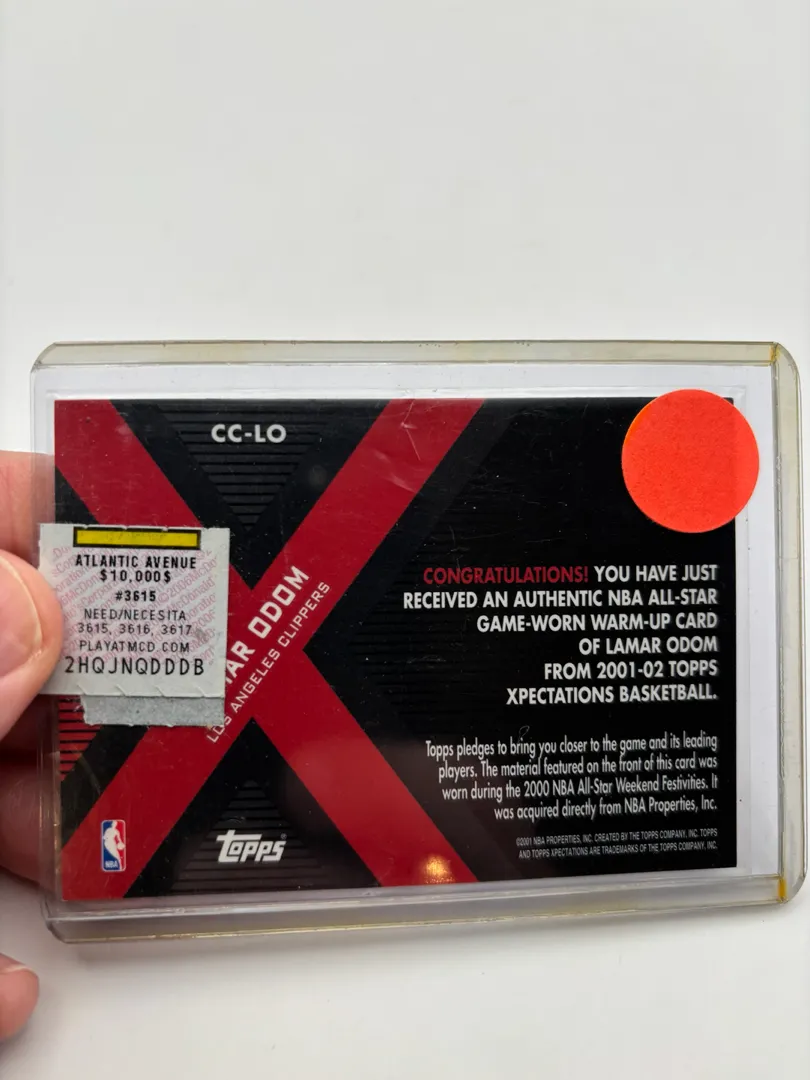 CC-LO
ATLANTIC AVENUE
$10,000$
#3615
NEED/NECESITA
3615, 3616, 3617
PLAYATMCD.COM
2HQJNQDDDB
ODOM
LOS ANGELES CLIPPERS
CONGRATULATIONS! YOU HAVE JUST
RECEIVED AN AUTHENTIC NBA ALL-STAR
GAME-WORN WARM-UP CARD
OF LAMAR ODOM
FROM 2001-02 TOPPS
XPECTATIONS BASKETBALL.
Topps pledges to bring you closer to the game and its leading
players. The material featured on the front of this card was
worn during the 2000 NBA All-Star Weekend Festivities. It
was acquired directly from NBA Properties, Inc.
©2001 NBA PROPERTIES, INC. CREATED BY THE TOPPS COMPANY, INC. TOPPS
AND TOPPS XPECTATIONS ARE TRADEMARKS OF THE TOPPS COMPANY, INC.
NBA
Topps®